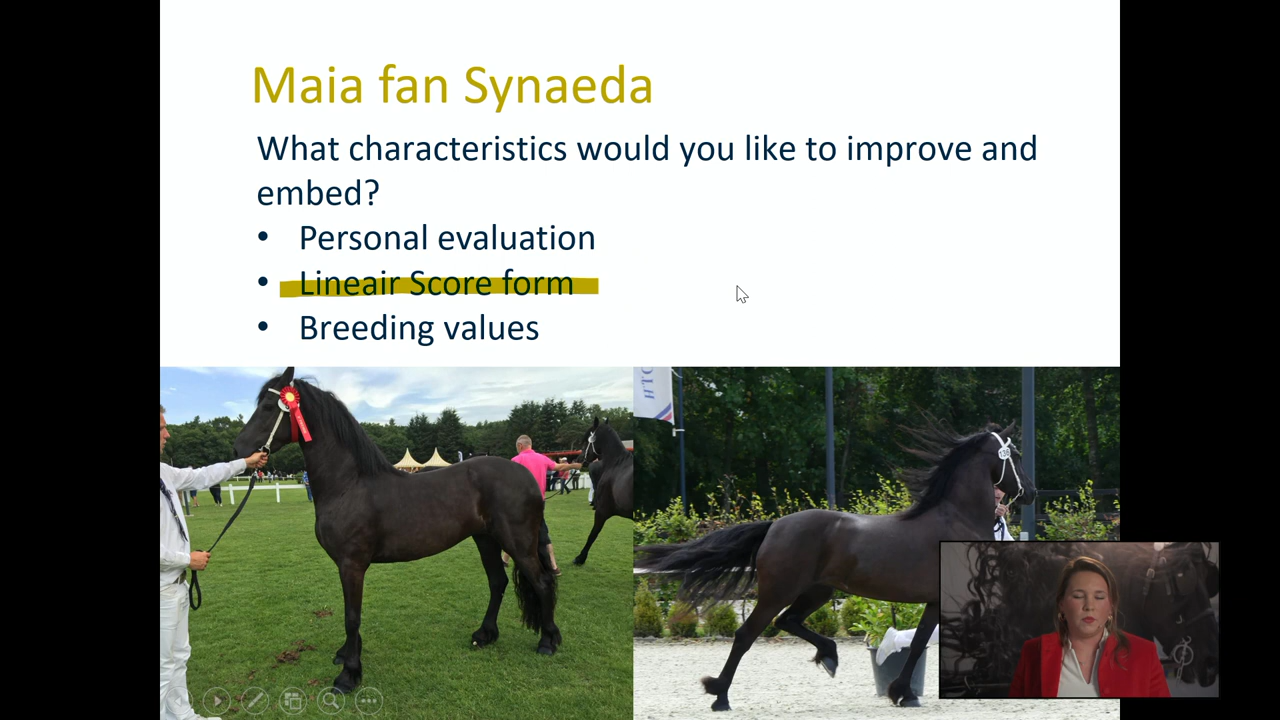 Maia fan Synaeda
What characteristics would you like to improve and
embed?
• Personal evaluation
• Lineair Score form
• Breeding values